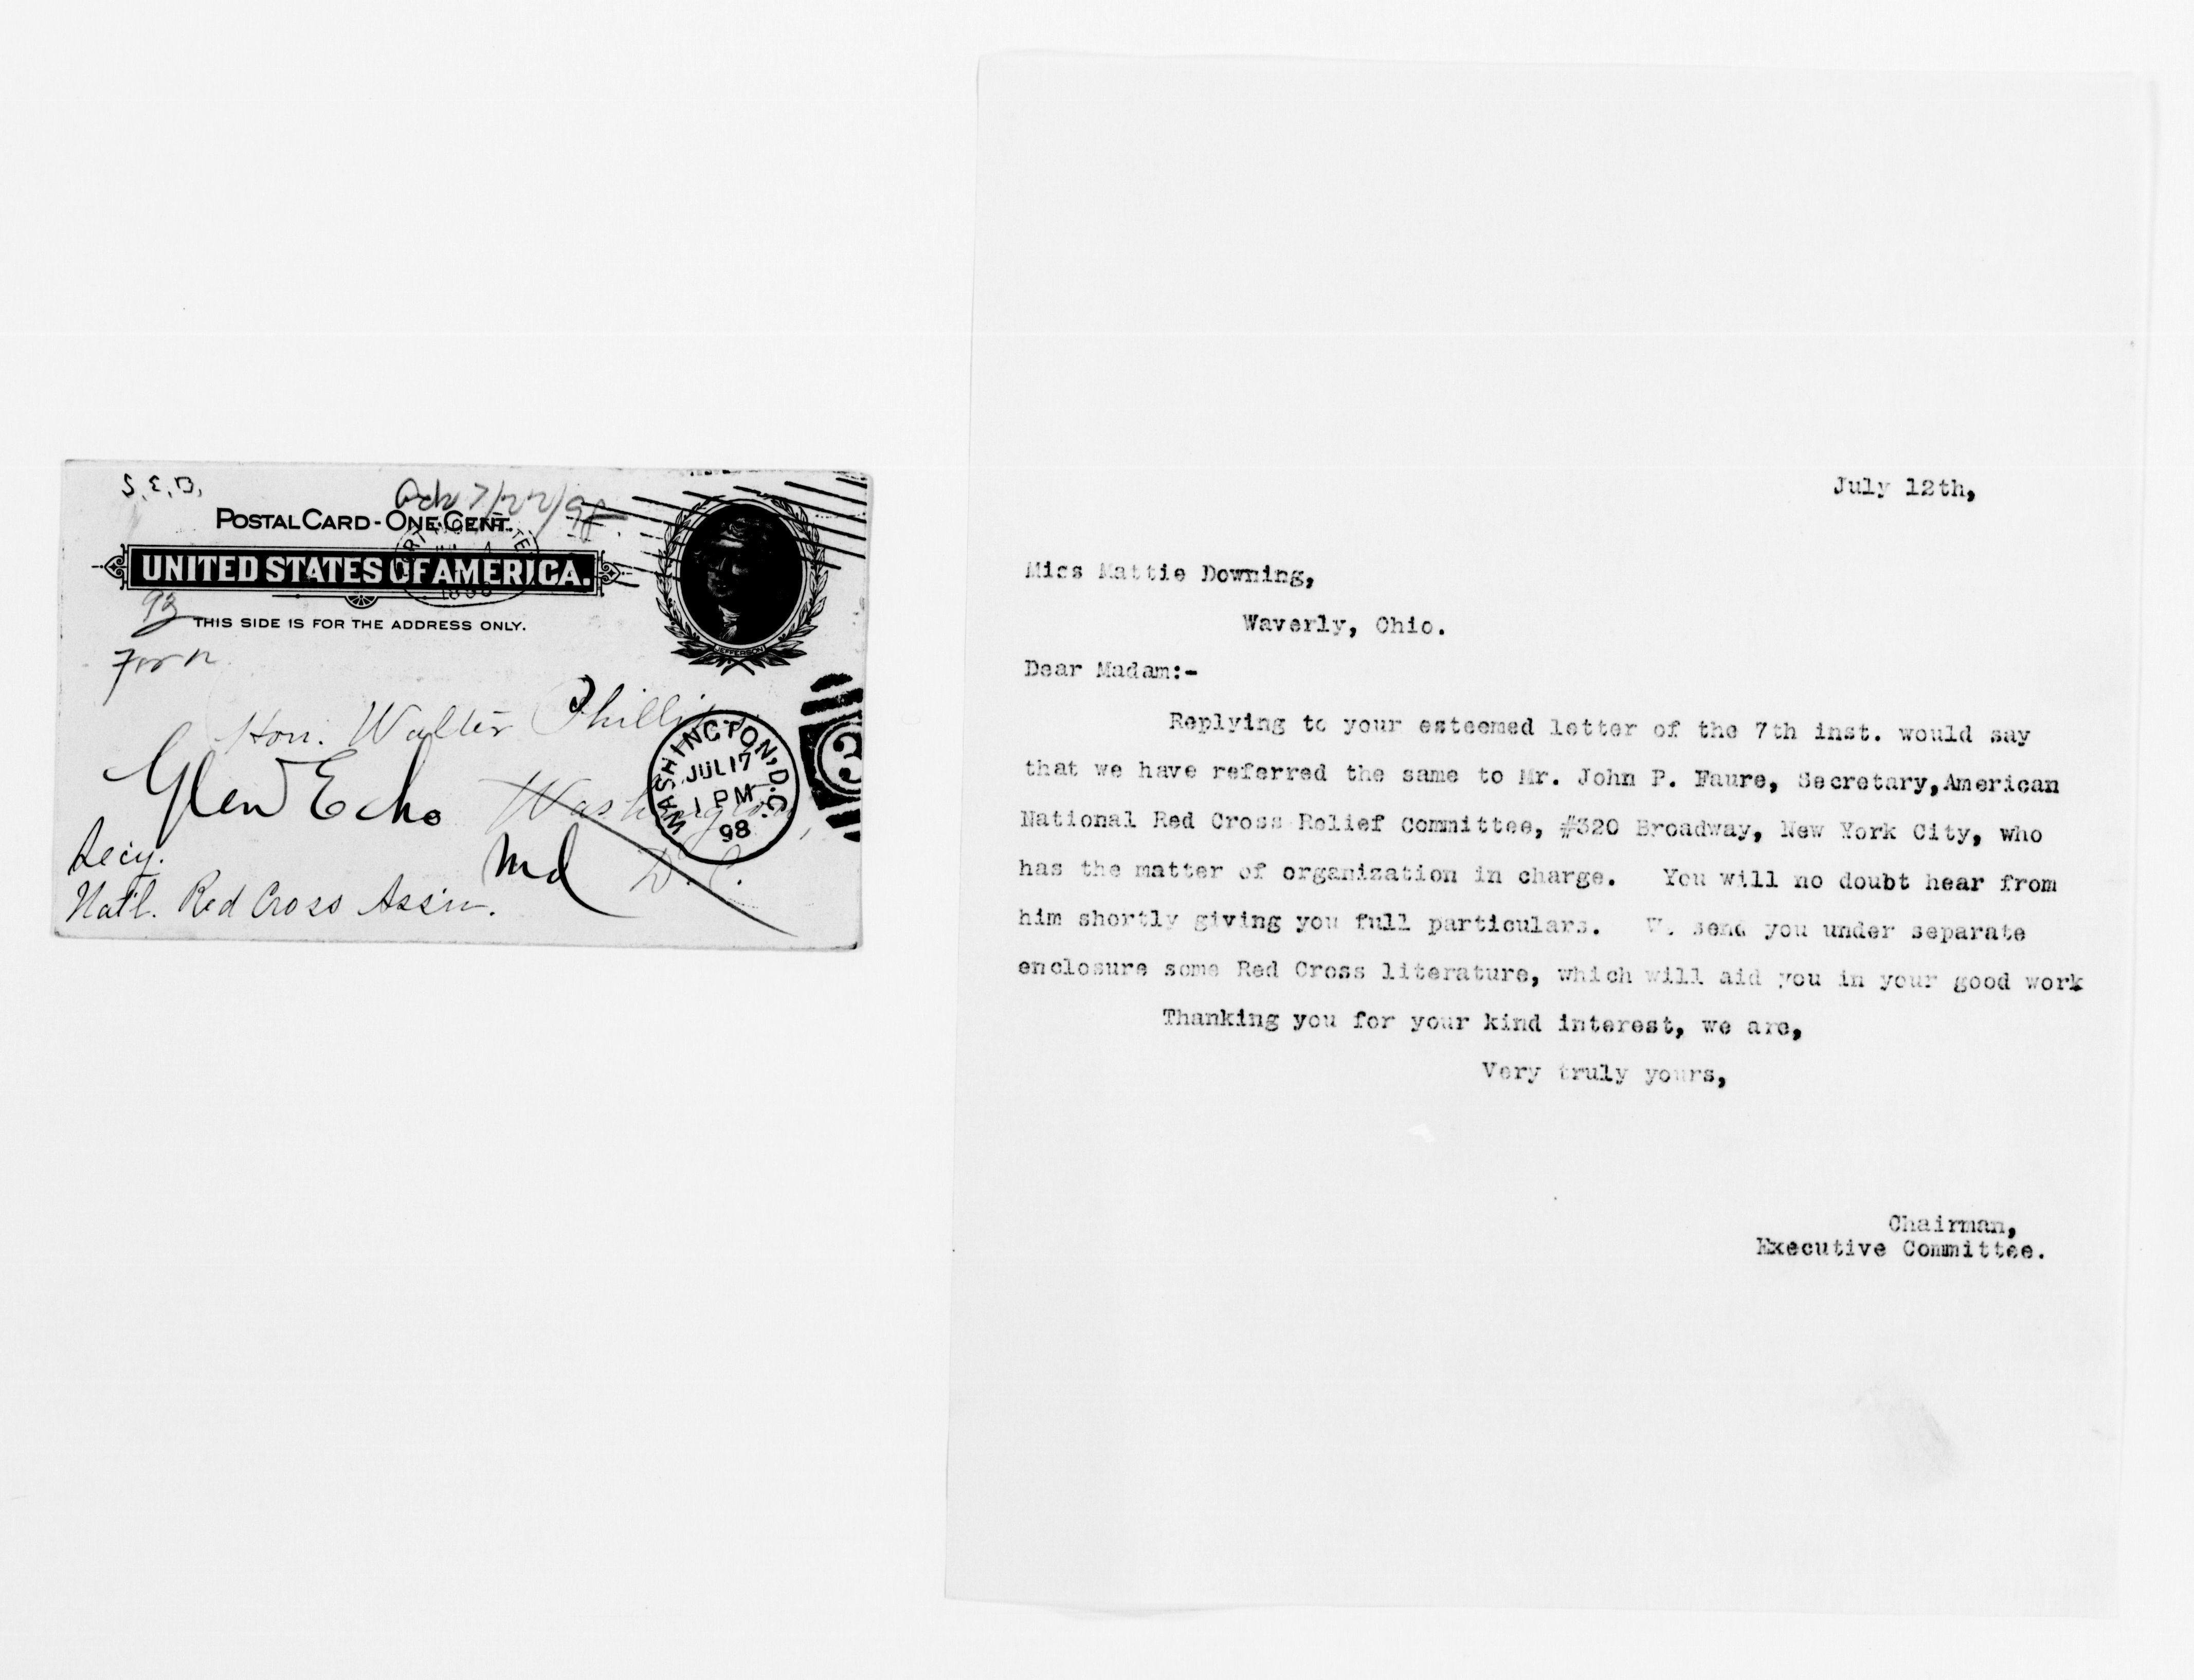 S.E.B.
POSTAL CARD - ONE CENT.
UNITED STATES OF AMERICA.
THIS SIDE IS FOR THE ADDRESS ONLY.
JEFFERSON
Hon. Walter Phillips
Glen Echo
Washington,
Md
D.C.
Secy.
Nat'l. Red Cross Assn.
WASHINGTON, D.C.
JUL 17
1 PM
98
3
July 12th,
Miss Mattie Downing,
Waverly, Ohio.
Dear Madam:-
Replying to your esteemed letter of the 7th inst. would say
that we have referred the same to Mr. John P. Faure, Secretary,American
National Red Cross Relief Committee, #320 Broadway, New York City, who
has the matter of organization in charge. You will no doubt hear from
him shortly giving you full particulars. We send you under separate
enclosure some Red Cross literature, which will aid you in your good work
Thanking you for your kind interest, we are,
Very truly yours,
Chairman,
Executive Committee.